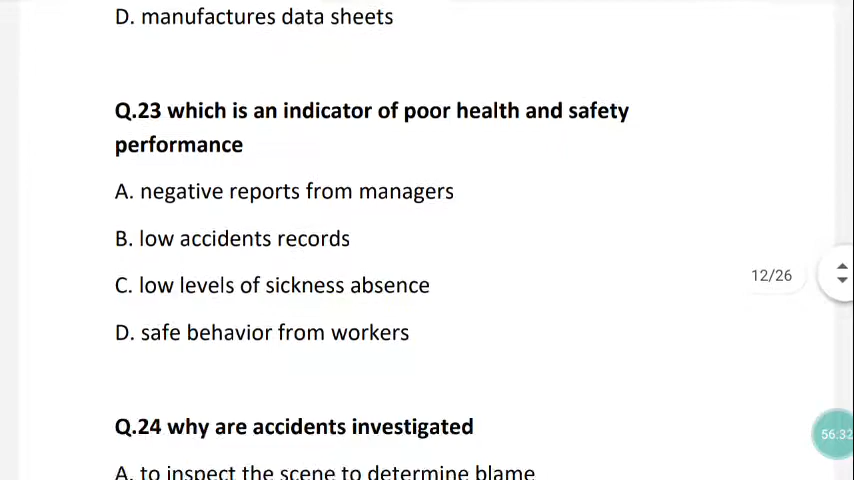 D. manufactures data sheets
Q.23 which is an indicator of poor health and safety
performance
A. negative reports from managers
B. low accidents records
C. low levels of sickness absence
12/26
D. safe behavior from workers
Q.24 why are accidents investigated
56:32
A. to inspect the scene to determine blame